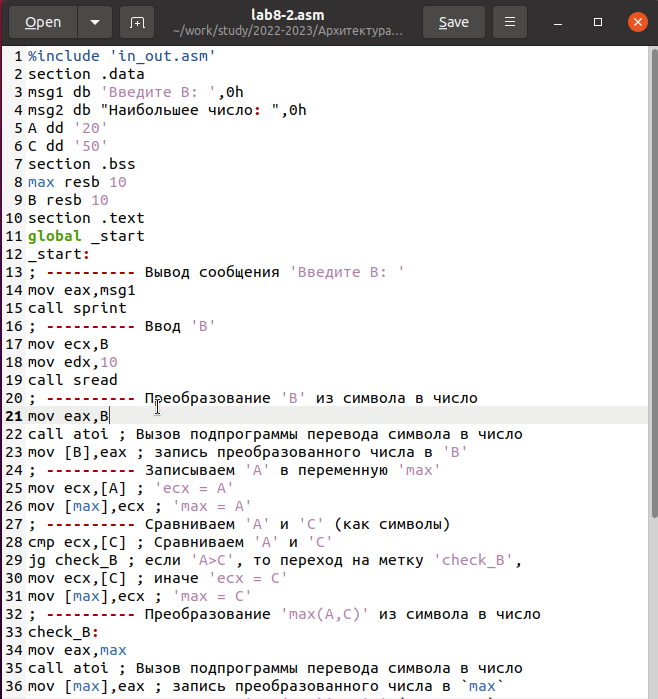 Open
lab8-2.asm
~/work/study/2022-2023/Архитектура...
Save
1 %include 'in_out.asm'
2 section .data
3 msg1 db 'Введите B: ',0h
4 msg2 db "Наибольшее число: ",0h
5 A dd '20'
6 C dd '50'
7 section .bss
8 max resb 10
9 B resb 10
10 section .text
11 global _start
12 _start:
13 ; ---------- Вывод сообщения 'Введите B: '
14 mov eax,msg1
15 call sprint
16 ; ---------- Ввод 'B'
17 mov ecx,B
18 mov edx,10
19 call sread
20 ; ---------- Преобразование 'B' из символа в число
21 mov eax,B
22 call atoi ; Вызов подпрограммы перевода символа в число
23 mov [B],eax ; запись преобразованного числа в 'B'
24 ; ---------- Записываем 'A' в переменную 'max'
25 mov ecx,[A] ; 'ecx = A'
26 mov [max],ecx ; 'max = A'
27 ; ---------- Сравниваем 'A' и 'C' (как символы)
28 cmp ecx,[C] ; Сравниваем 'A' и 'C'
29 jg check_B ; если 'A>C', то переход на метку 'check_B',
30 mov ecx,[C] ; иначе 'ecx = C'
31 mov [max],ecx ; 'max = C'
32 ; ---------- Преобразование 'max(A,C)' из символа в число
33 check_B:
34 mov eax,max
35 call atoi ; Вызов подпрограммы перевода символа в число
36 mov [max],eax ; запись преобразованного числа в `max`